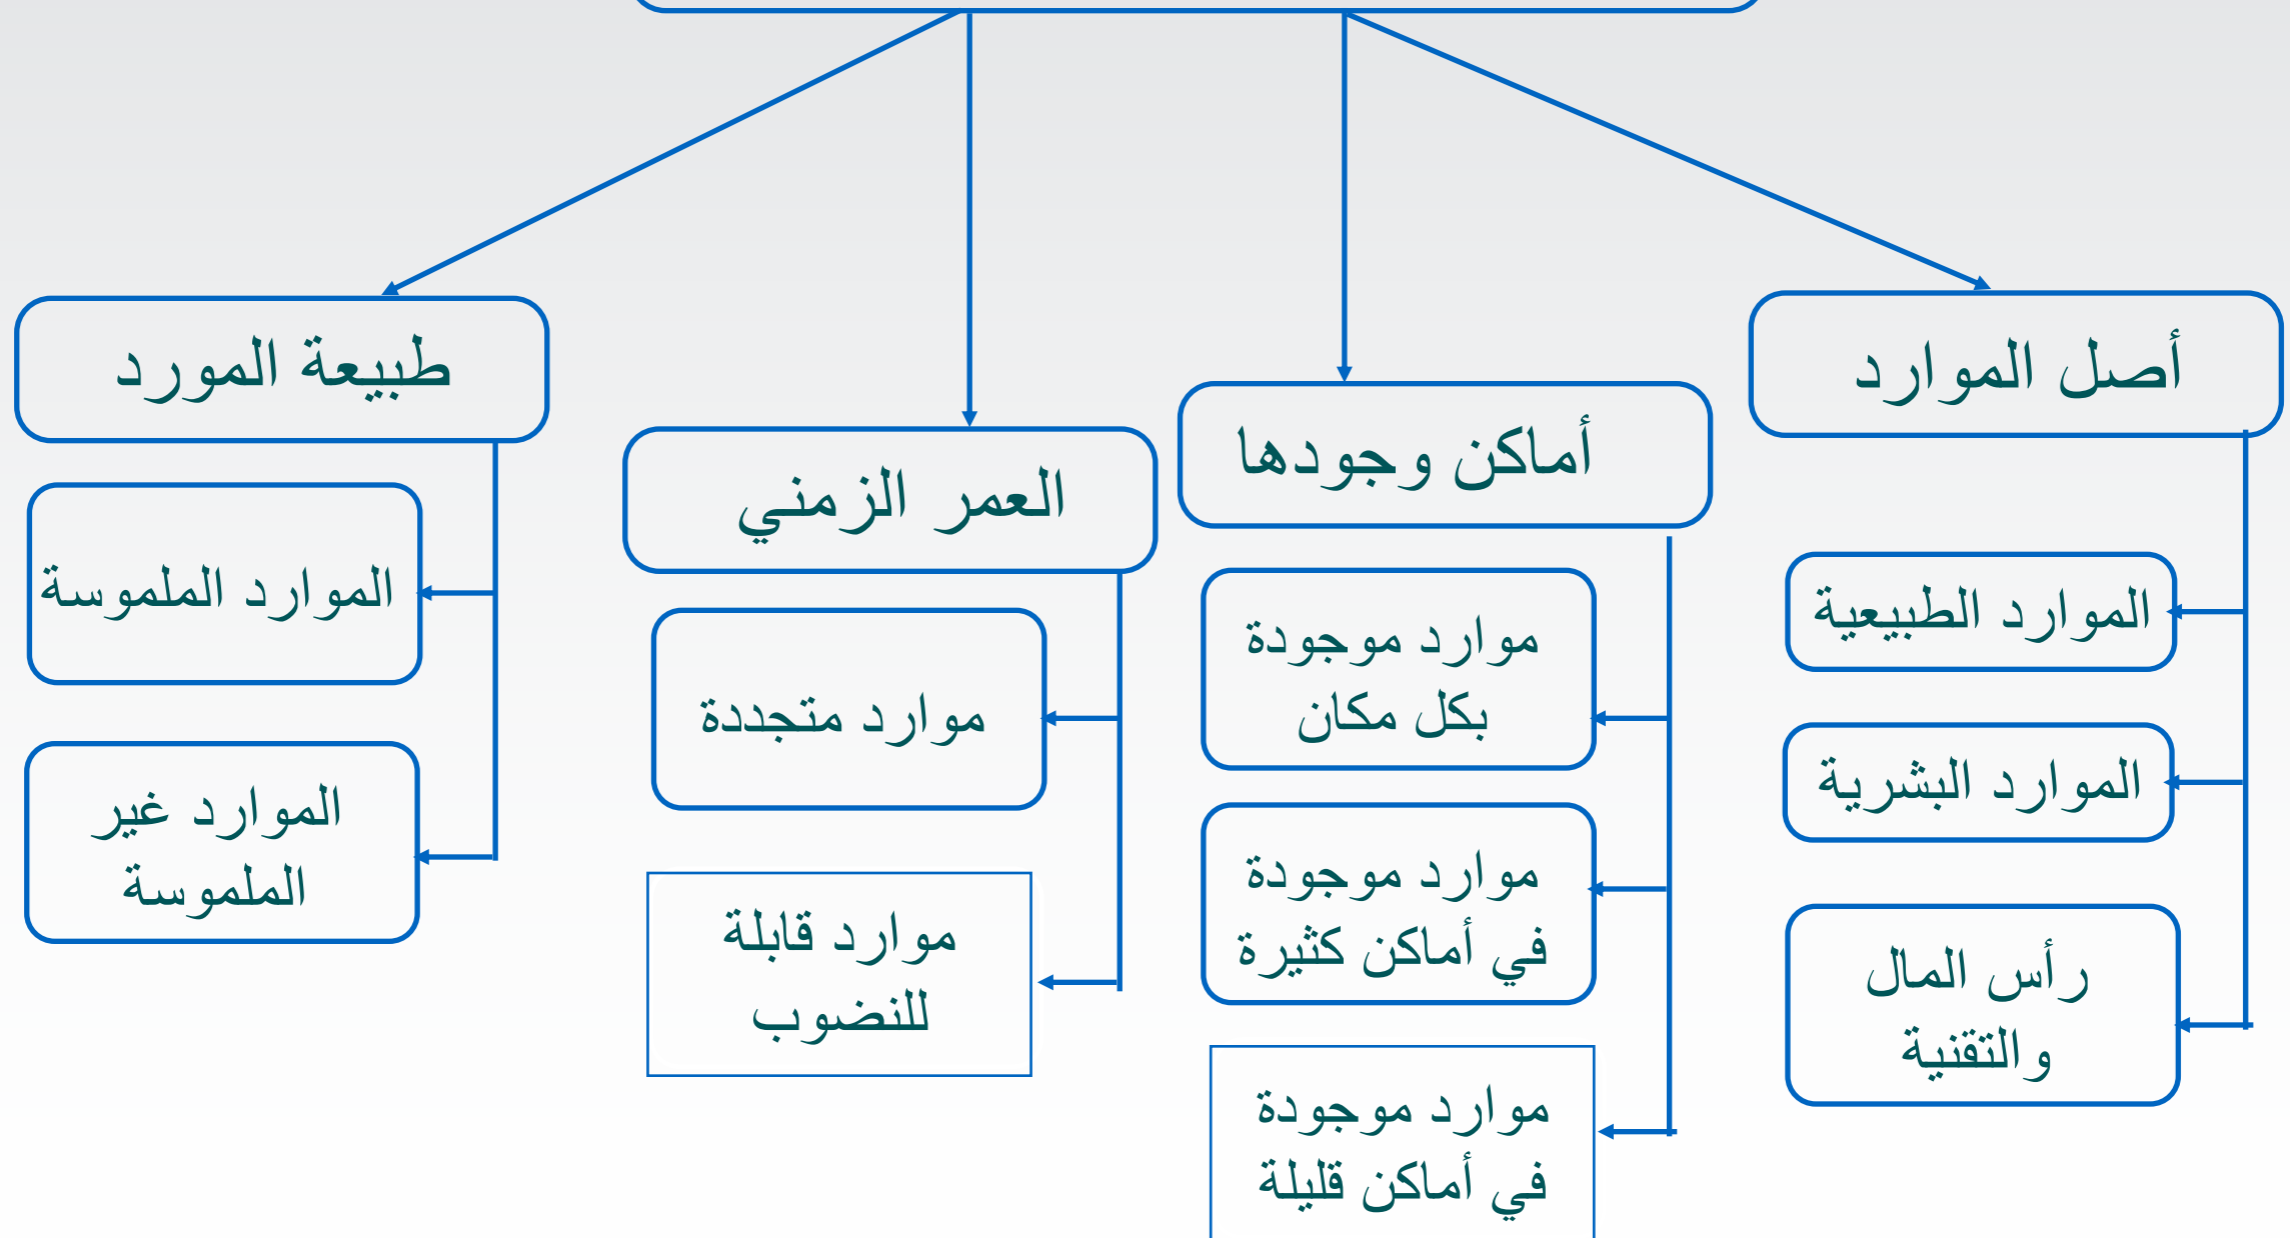 أصل الموارد
الموارد الطبيعية
الموارد البشرية
رأس المال
والتقنية
أماكن وجودها
موارد موجودة
بكل مكان
موارد موجودة
في أماكن كثيرة
موارد موجودة
في أماكن قليلة
العمر الزمني
موارد متجددة
موارد قابلة
للنضوب
طبيعة المورد
الموارد الملموسة
الموارد غير
الملموسة